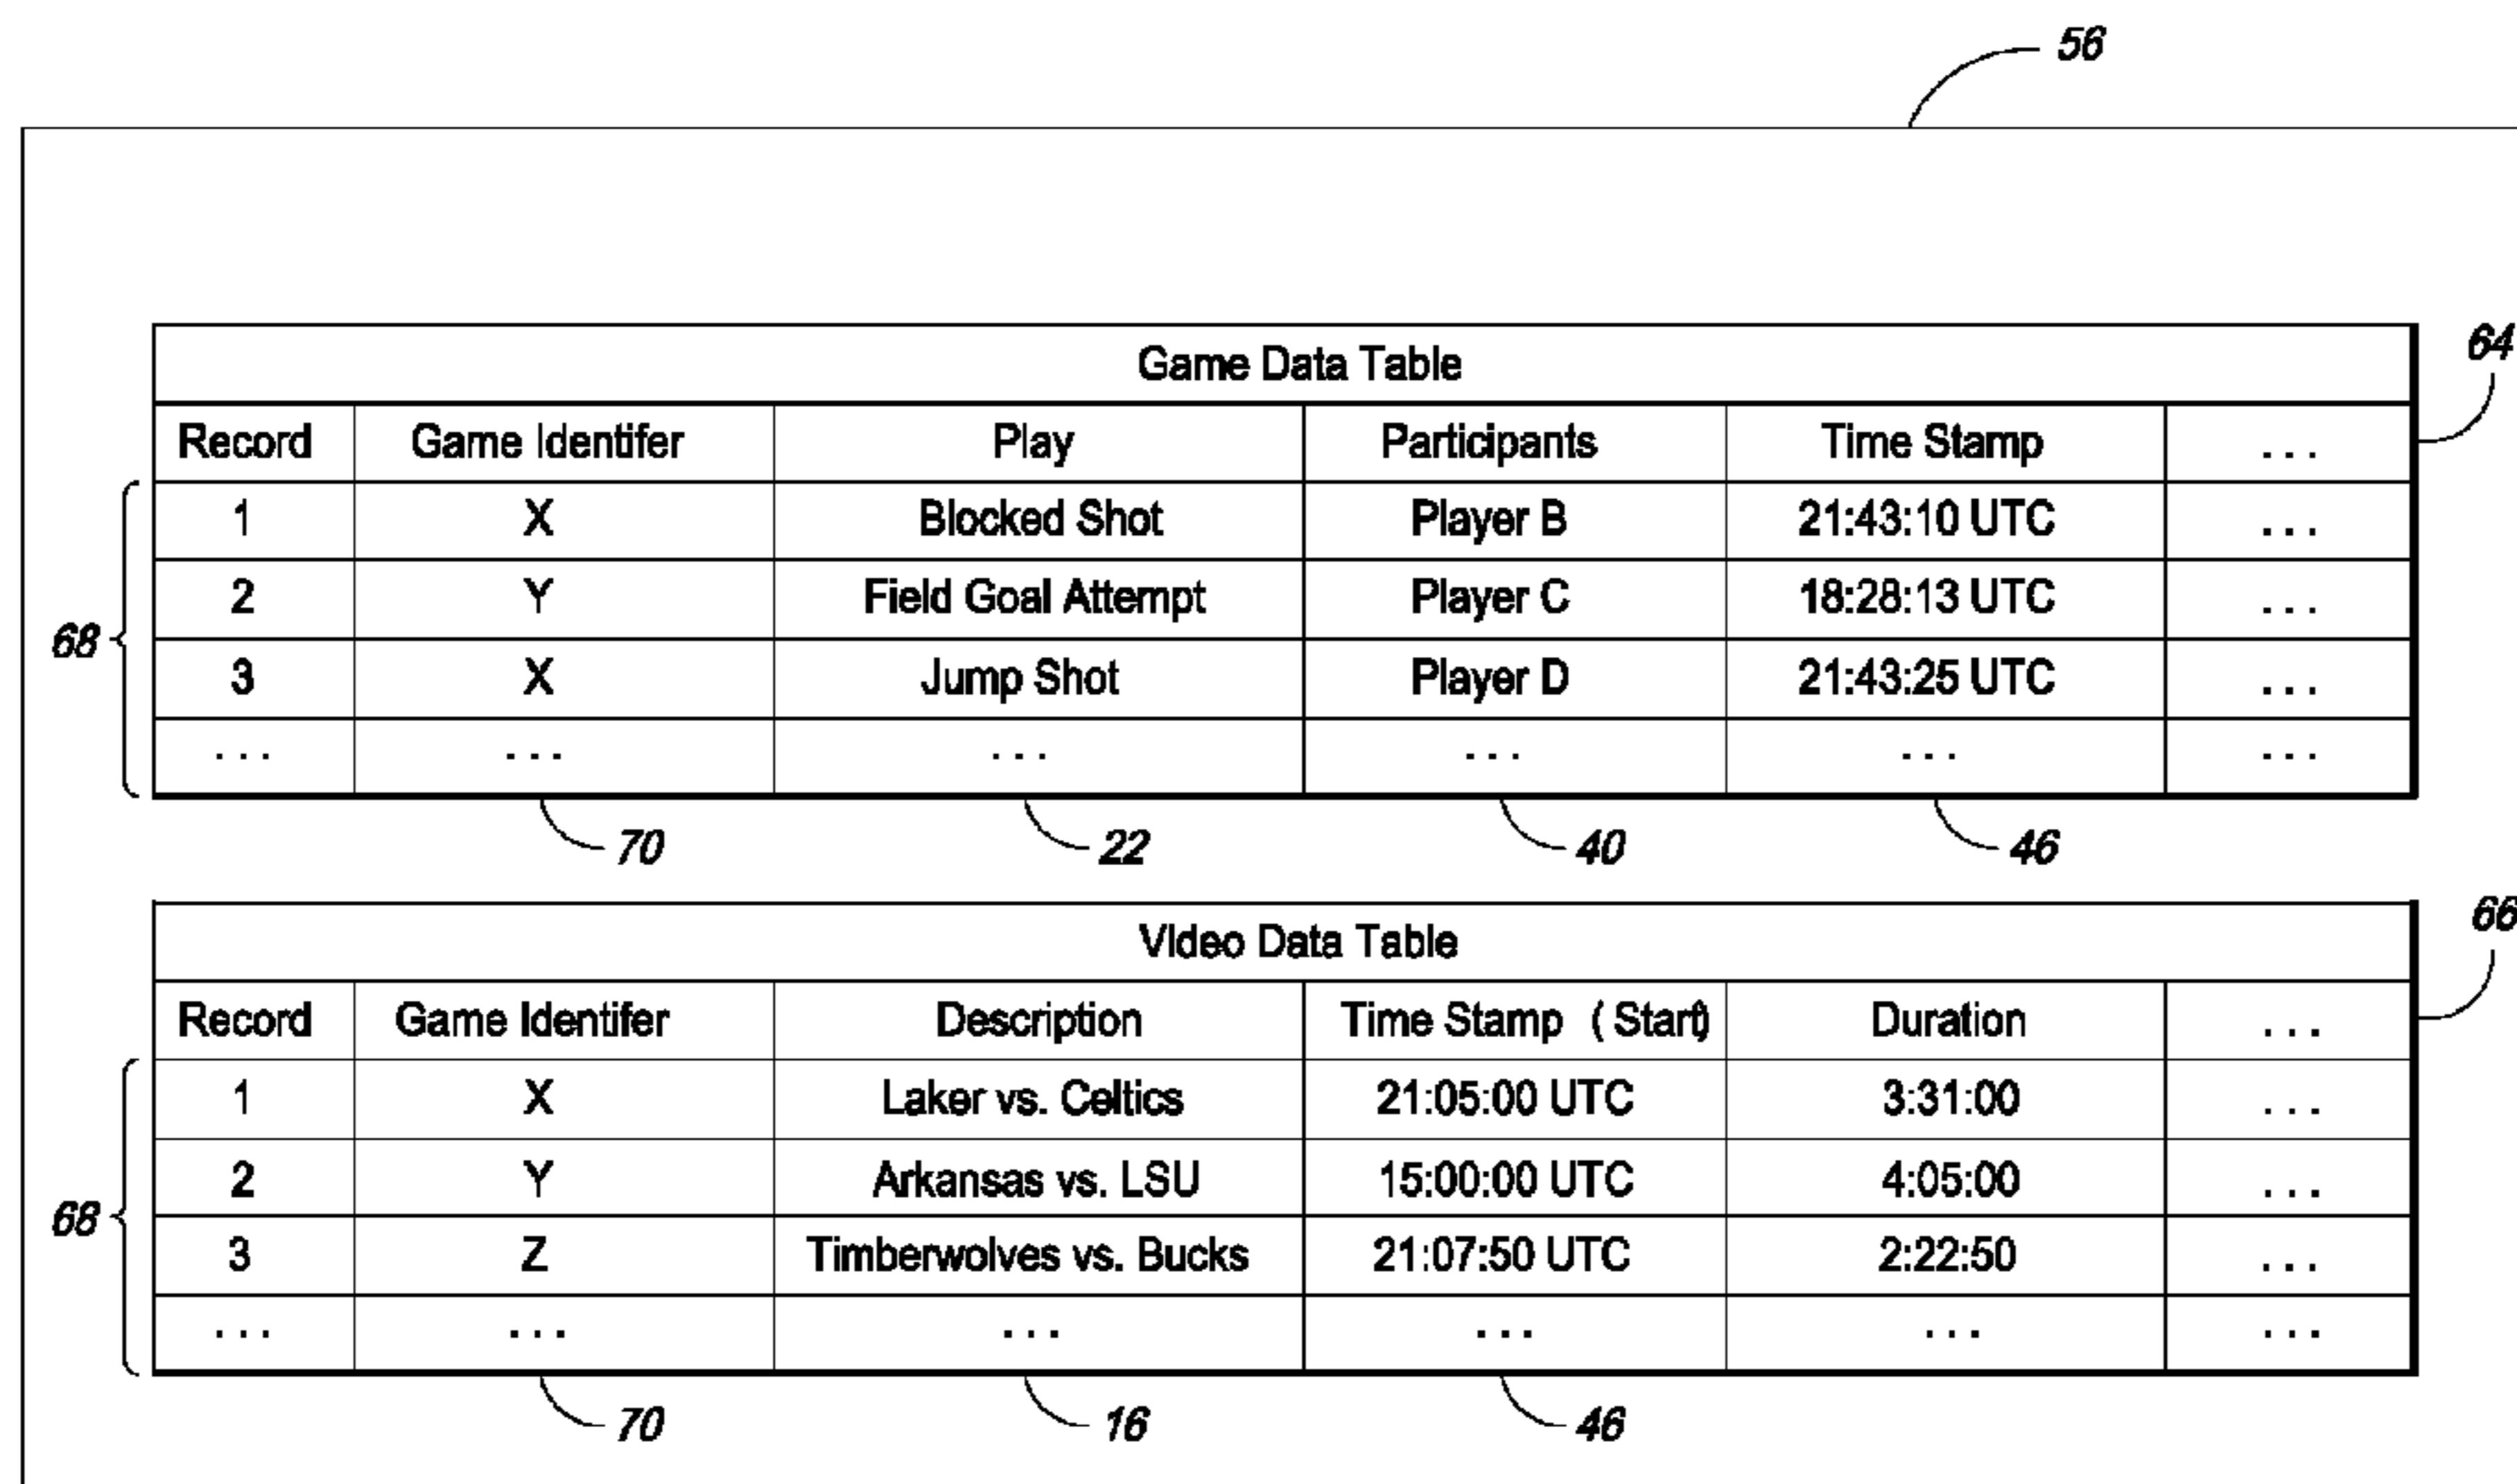 56
Game Data Table
64
Record Game Identifer Play Participants Time Stamp ...
1 X Blocked Shot Player B 21:43:10 UTC ...
2 Y Field Goal Attempt Player C 18:28:13 UTC ...
68
3 X Jump Shot Player D 21:43:25 UTC ...
... ... ... ... ... ...
70 22 40 46
Video Data Table
66
Record Game Identifer Description Time Stamp (Start) Duration ...
1 X Laker vs. Celtics 21:05:00 UTC 3:31:00 ...
2 Y Arkansas vs. LSU 15:00:00 UTC 4:05:00 ...
68
3 Z Timberwolves vs. Bucks 21:07:50 UTC 2:22:50 ...
... ... ... ... ... ...
70 16 46